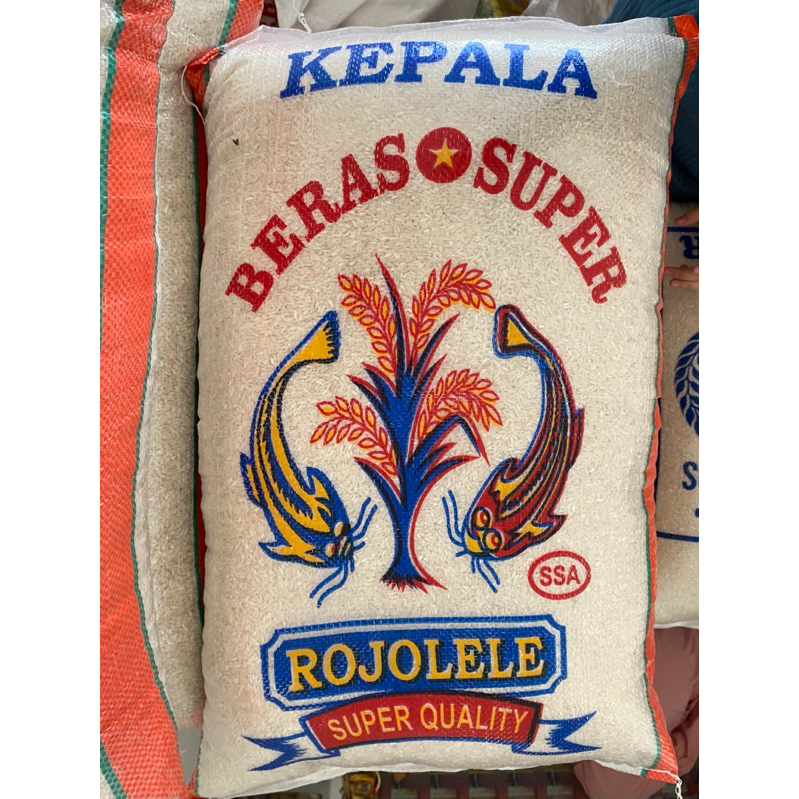 KEPALA
BERAS SUPER
SSA
ROJOLELE
SUPER QUALITY